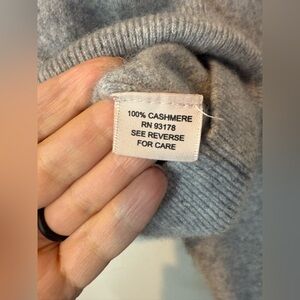 100% CASHMERE
RN 93178
SEE REVERSE
FOR CARE